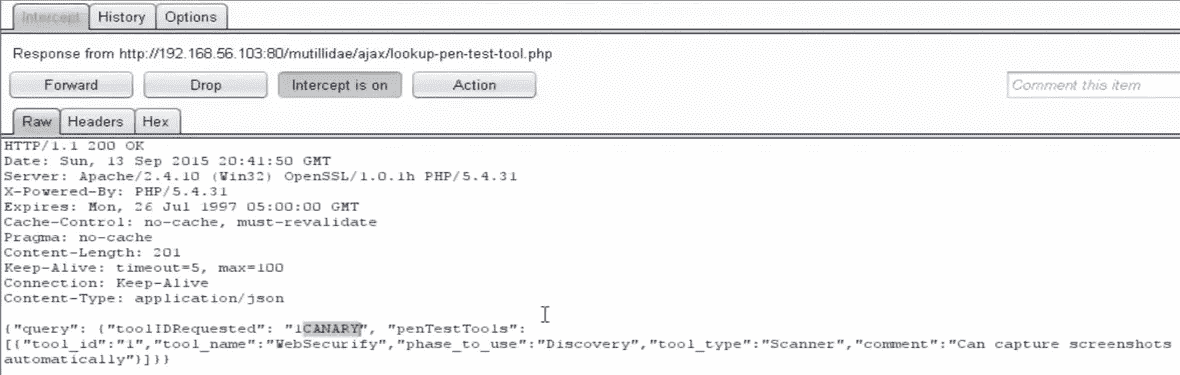 Intercept History Options
Response from http://192.168.56.103:80/mutillidae/ajax/lookup-pen-test-tool.php
Forward Drop Intercept is on Action Comment this item
Raw Headers Hex
HTTP/1.1 200 OK
Date: Sun, 13 Sep 2015 20:41:50 GMT
Server: Apache/2.4.10 (Win32) OpenSSL/1.0.1h PHP/5.4.31
X-Powered-By: PHP/5.4.31
Expires: Mon, 26 Jul 1997 05:00:00 GMT
Cache-Control: no-cache, must-revalidate
Pragma: no-cache
Content-Length: 201
Keep-Alive: timeout=5, max=100
Connection: Keep-Alive
Content-Type: application/json
{"query": {"toolIDRequested": "1CANARY", "penTestTools":
[{"tool_id":"1","tool_name":"WebSecurify","phase_to_use":"Discovery","tool_type":"Scanner","comment":"Can capture screenshots
automatically"}]}}